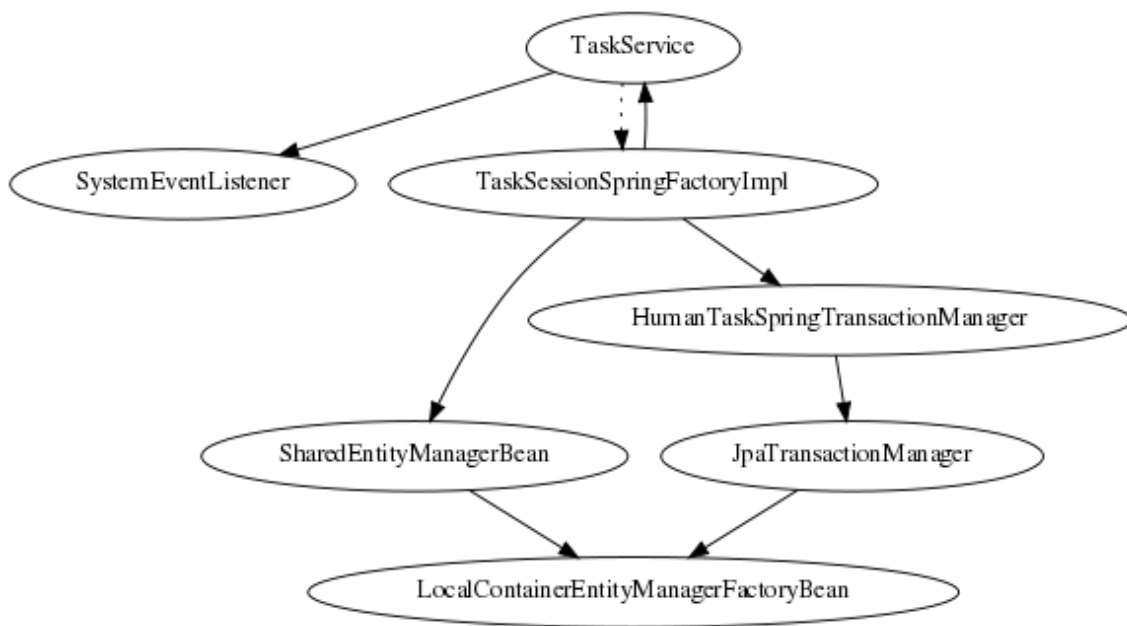 TaskService
SystemEventListener
TaskSessionSpringFactoryImpl
HumanTaskSpringTransactionManager
SharedEntityManagerBean
JpaTransactionManager
LocalContainerEntityManagerFactoryBean